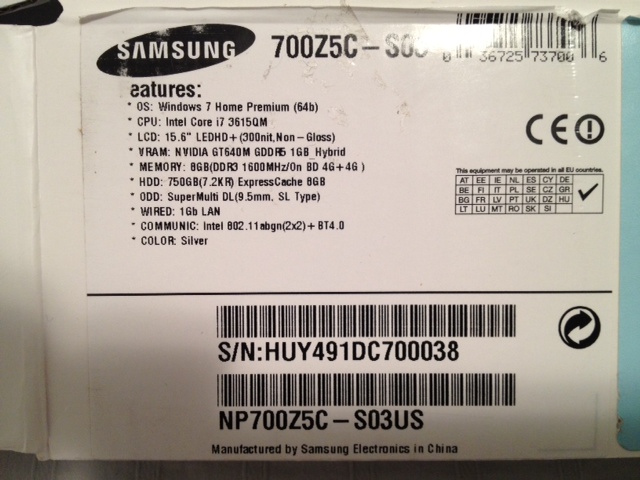 SAMSUNG 700Z5C-S03
0 36725 73700 6
eatures:
* OS: Windows 7 Home Premium (64b)
* CPU: Intel Core i7 3615QM
* LCD: 15.6" LEDHD+(300nit,Non-Gloss)
* VRAM: NVIDIA GT640M GDDR5 1GB_Hybrid
* MEMORY: 8GB(DDR3 1600MHz/On BD 4G+4G)
* HDD: 750GB(7.2KR) ExpressCache 8GB
* ODD: SuperMulti DL(9.5mm, SL Type)
* WIRED: 1Gb LAN
* COMMUNIC: Intel 802.11abgn(2x2)+BT4.0
* COLOR: Silver
CE
This equipment may be operated in all EU countries.
AT EE IE NL ES CY DE
BE FI IT PL SE CZ GR
BG FR LV PT UK DZ HU
LT LU MT RO SK SI
S/N:HUY491DC700038
NP700Z5C-S03US
Manufactured by Samsung Electronics in China